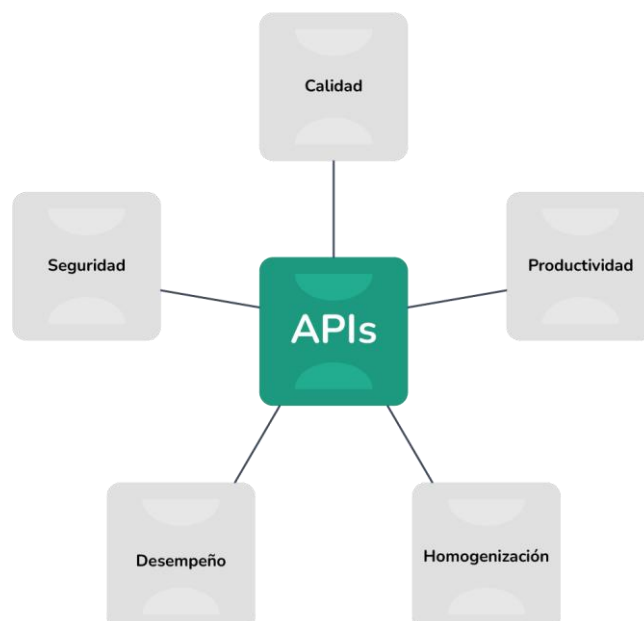 Calidad
Seguridad
Productividad
APIs
Desempeño
Homogenización